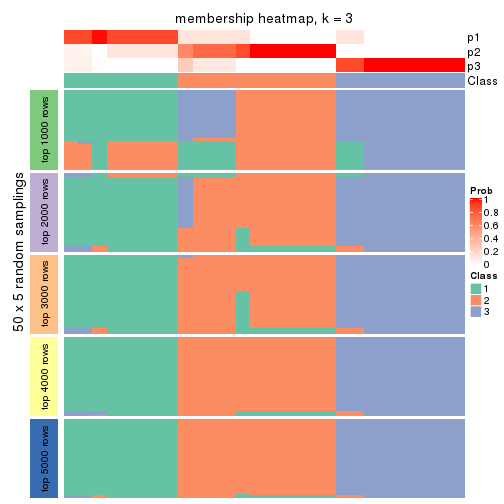 membership heatmap, k = 3
p1
p2
p3
Class
50 x 5 random samplings
top 1000 rows
top 2000 rows
top 3000 rows
top 4000 rows
top 5000 rows
Prob
1
0.8
0.6
0.4
0.2
0
Class
1
2
3